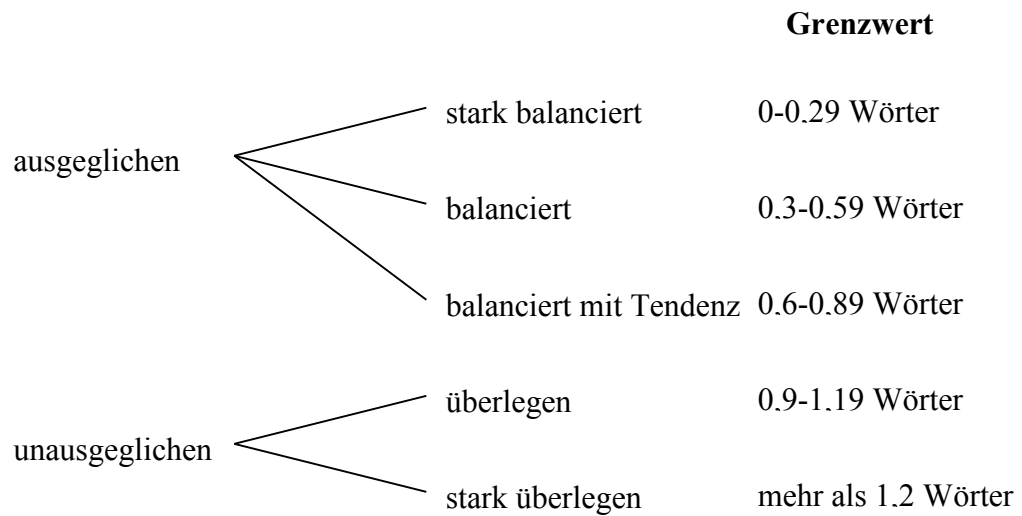 Grenzwert
stark balanciert 0-0,29 Wörter
ausgeglichen
balanciert 0,3-0,59 Wörter
balanciert mit Tendenz 0,6-0,89 Wörter
überlegen 0,9-1,19 Wörter
unausgeglichen
stark überlegen mehr als 1,2 Wörter